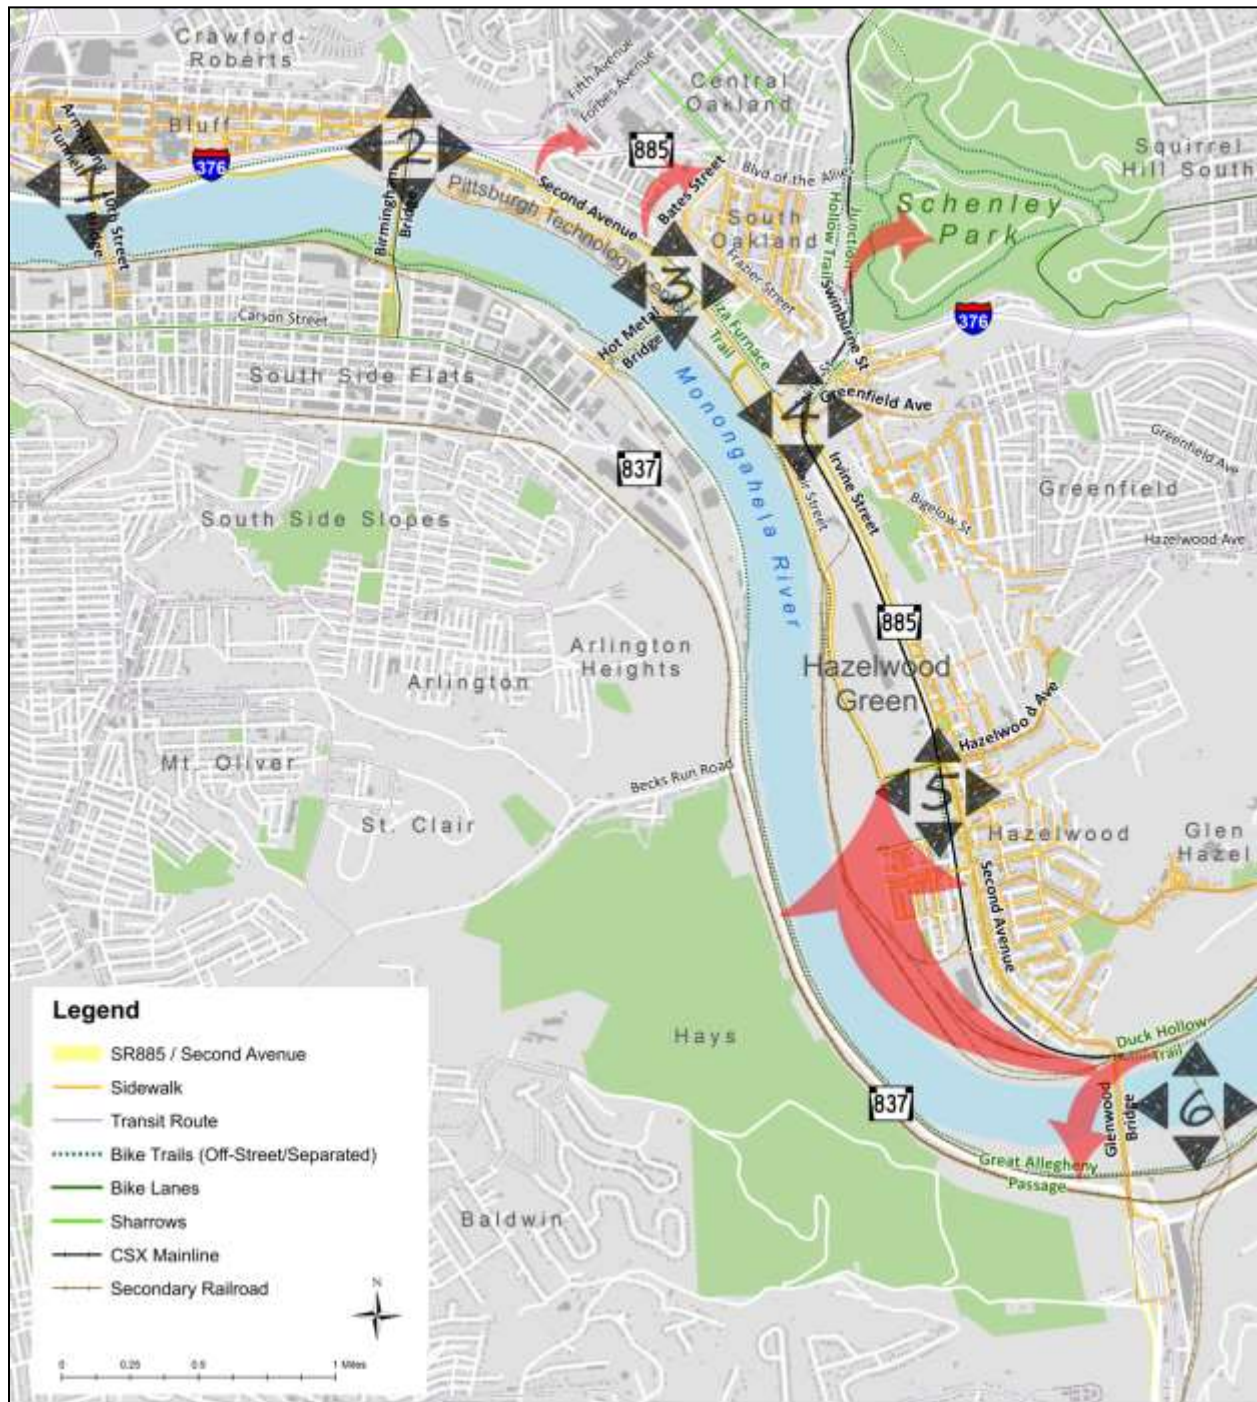 Crawford-
Roberts
Fifth Avenue
Forbes Avenue
Central
Oakland
Bluff
Armstrong
Tunnel
1
10th Street
Bridge
376
2
Birmingham
Bridge
885
Bates Street
Blvd of the Allies
Second Avenue
Pittsburgh Technology
South
Oakland
Frazier Street
3
Hot Metal
Bridge
Furnace
Trail
Junction
Hollow Trail
Swinburne St
Schenley
Park
Squirrel
Hill South
376
Carson Street
South Side Flats
Monongahela River
837
4
Greenfield Ave
Irvine Street
Street
Greenfield Ave
Greenfield
Bigelow St
Hazelwood Ave
South Side Slopes
885
Arlington
Heights
Arlington
Hazelwood
Green
Hazelwood Ave
Mt. Oliver
Becks Run Road
St. Clair
5
Hazelwood
Glen
Hazel
Second Avenue
Hays
837
Duck Hollow
Trail
Glenwood
Bridge
6
Great Allegheny
Passage
Baldwin
Legend
SR885 / Second Avenue
Sidewalk
Transit Route
Bike Trails (Off-Street/Separated)
Bike Lanes
Sharrows
CSX Mainline
Secondary Railroad
N
0 0.25 0.5 1 Miles